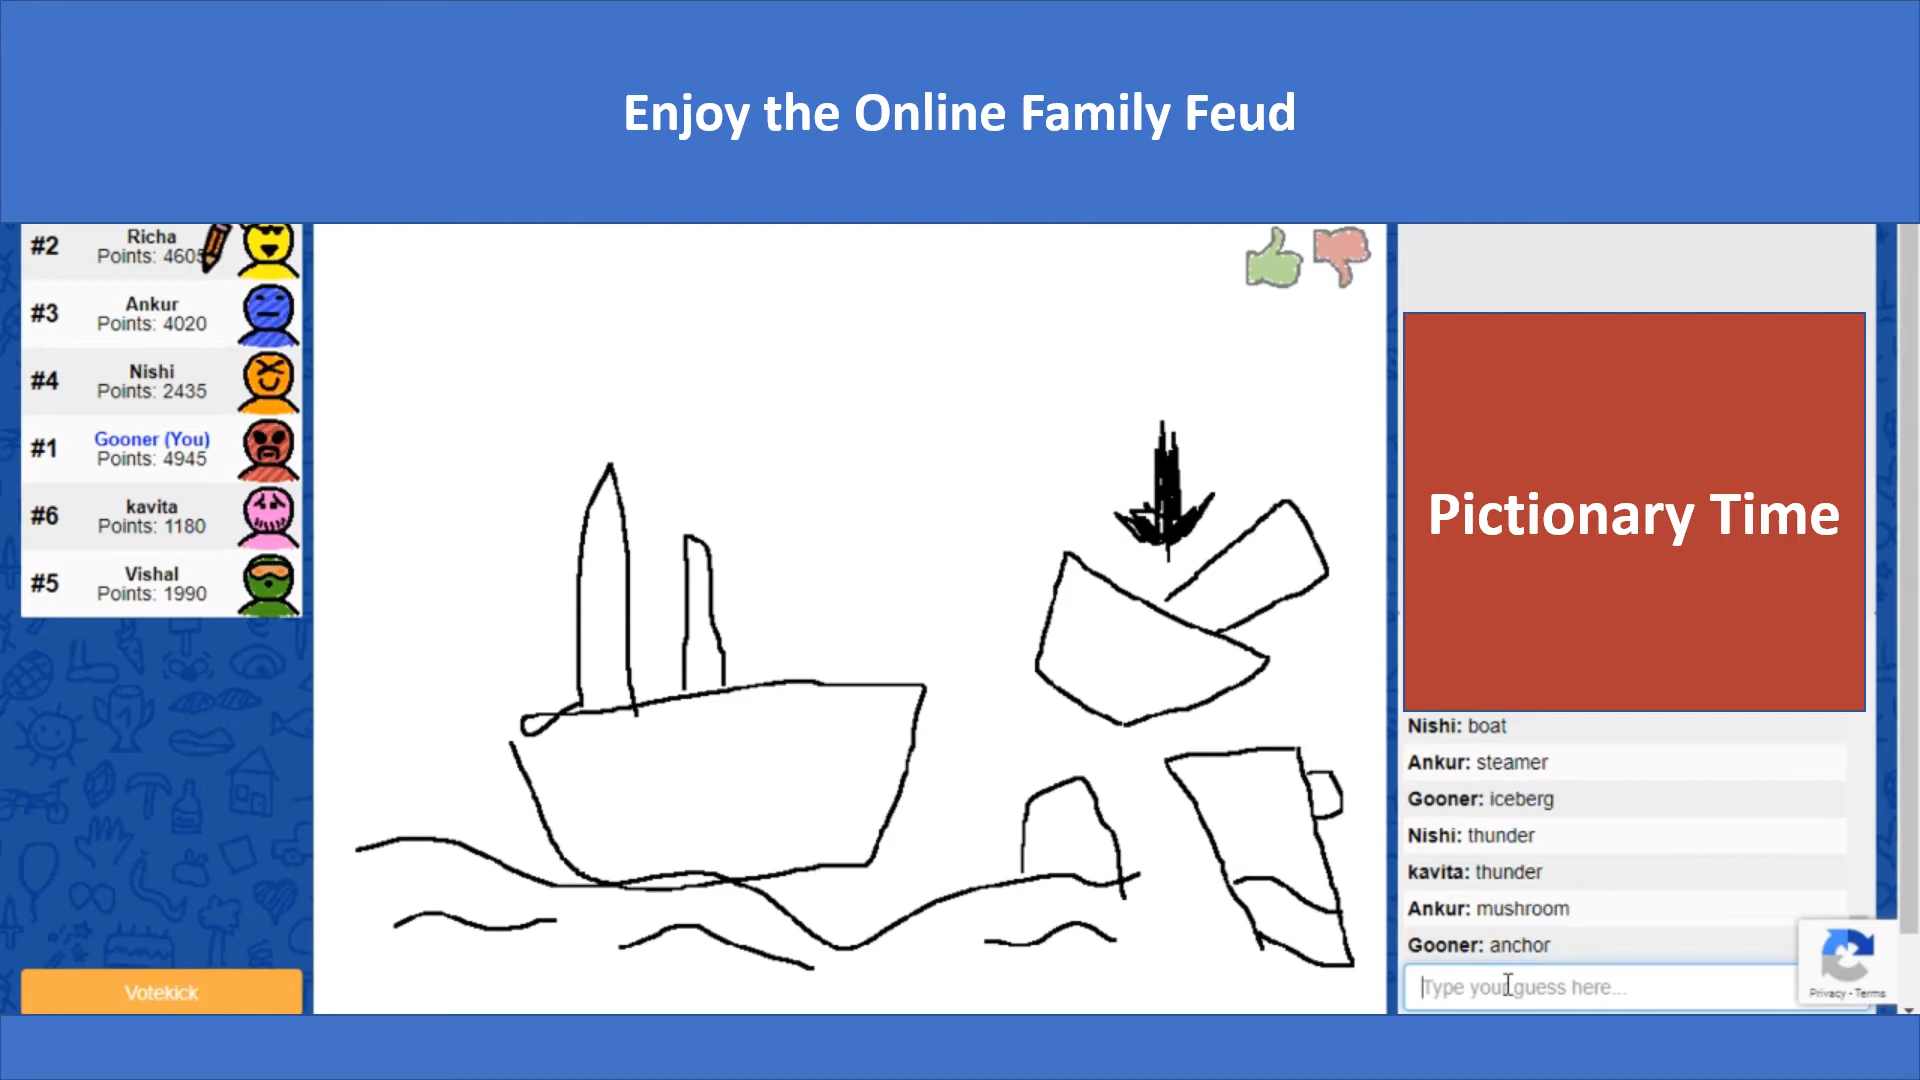 Enjoy the Online Family Feud
#2
Richa
Points: 4605
#3
Ankur
Points: 4020
#4
Nishi
Points: 2435
#1
Gooner (You)
Points: 4945
#6
kavita
Points: 1180
#5
Vishal
Points: 1990
Votekick
Pictionary Time
Nishi: boat
Ankur: steamer
Gooner: iceberg
Nishi: thunder
kavita: thunder
Ankur: mushroom
Gooner: anchor
Type your guess here...
Privacy - Terms